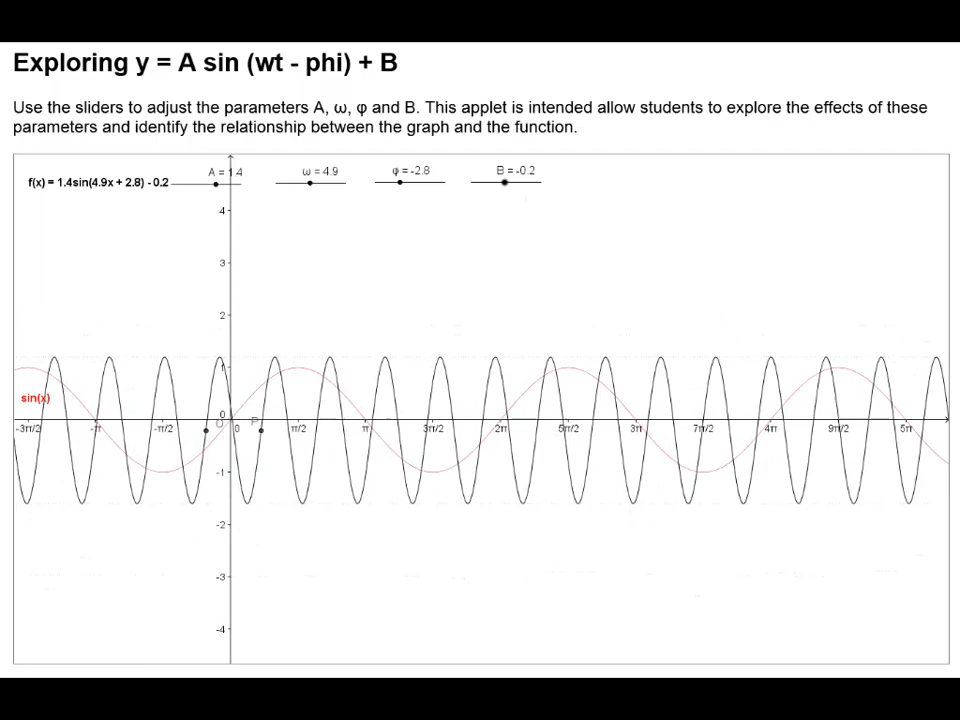 Exploring y = A sin (wt - phi) + B
Use the sliders to adjust the parameters A, ω, φ and B. This applet is intended allow students to explore the effects of these
parameters and identify the relationship between the graph and the function.
A = 1.4
ω = 4.9
φ = -2.8
B = -0.2
f(x) = 1.4sin(4.9x + 2.8) - 0.2
4
3
2
1
0
-1
-2
-3
-4
sin(x)
-3π/2
-π
-π/2
O
0
P
π/2
π
3π/2
2π
5π/2
3π
7π/2
4π
9π/2
5π